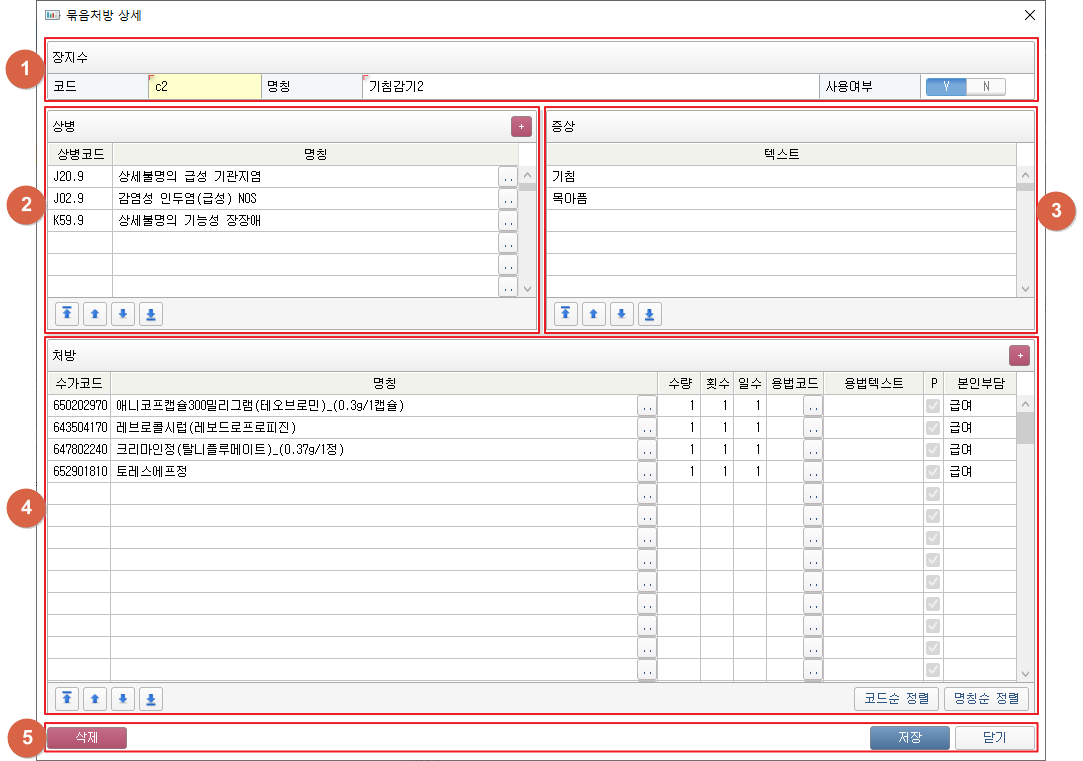 묶음처방 상세
1
장지수
코드 c2 명칭 기침감기2 사용여부 Y N
2
상병 +
상병코드 명칭
J20.9 상세불명의 급성 기관지염 ..
J02.9 감염성 인두염(급성) NOS ..
K59.9 상세불명의 기능성 장장애 ..
..
..
..
3
증상
텍스트
기침
목아픔
4
처방 +
수가코드 명칭 수량 횟수 일수 용법코드 용법텍스트 P 본인부담
650202970 애니코프캡슐300밀리그램(테오브로민)_(0.3g/1캡슐) .. 1 1 1 .. 급여
643504170 레브로콜시럽(레보드로프로피진) .. 1 1 1 .. 급여
647802240 크리마인정(탈니플루메이트)_(0.37g/1정) .. 1 1 1 .. 급여
652901810 토레스에프정 .. 1 1 1 .. 급여
.. ..
.. ..
.. ..
.. ..
.. ..
.. ..
.. ..
.. ..
.. ..
코드순 정렬 명칭순 정렬
5
삭제 저장 닫기